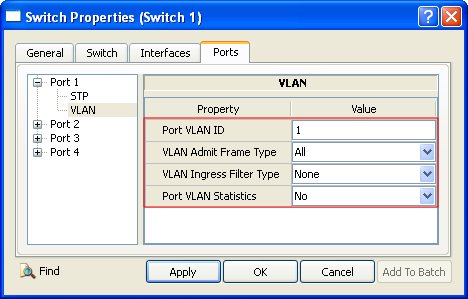 Switch Properties (Switch 1)
General Switch Interfaces Ports
Port 1
STP
VLAN
Port 2
Port 3
Port 4
VLAN
Property Value
Port VLAN ID 1
VLAN Admit Frame Type All
VLAN Ingress Filter Type None
Port VLAN Statistics No
Find Apply OK Cancel Add To Batch